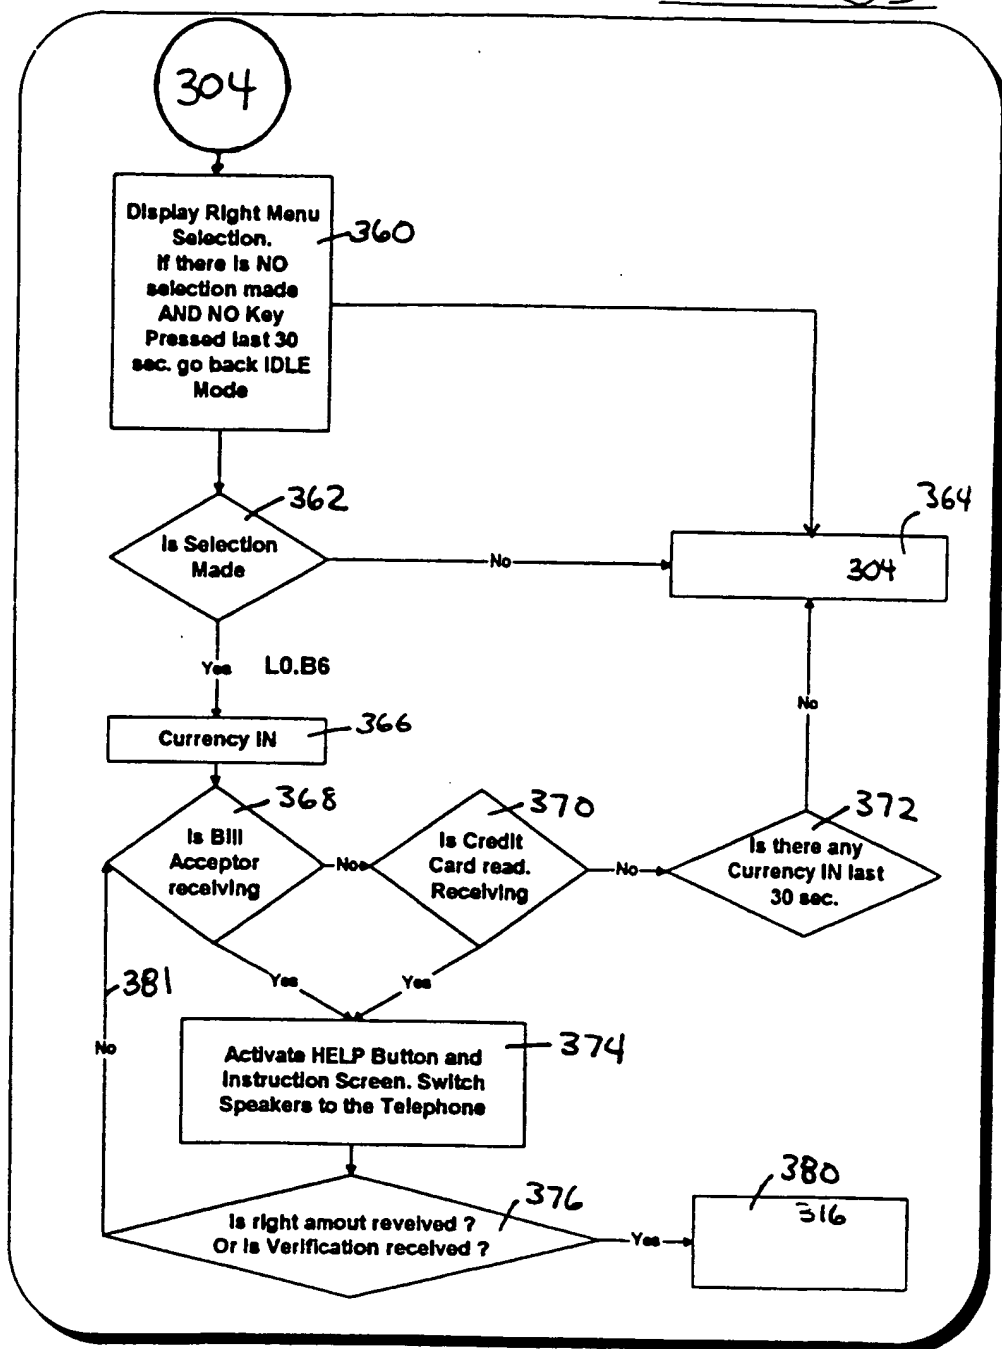 304
Display Right Menu
Selection.
If there is NO
selection made
AND NO Key
Pressed last 30
sec. go back IDLE
Mode
360
362
Is Selection
Made
No
364
304
Yes L0.B6
Currency IN
366
No
368
Is Bill
Acceptor
receiving
No
370
Is Credit
Card read.
Receiving
No
372
Is there any
Currency IN last
30 sec.
381
Yes
Yes
No
Activate HELP Button and
Instruction Screen. Switch
Speakers to the Telephone
374
376
Is right amout reveived ?
Or is Verification received ?
Yes
380
316